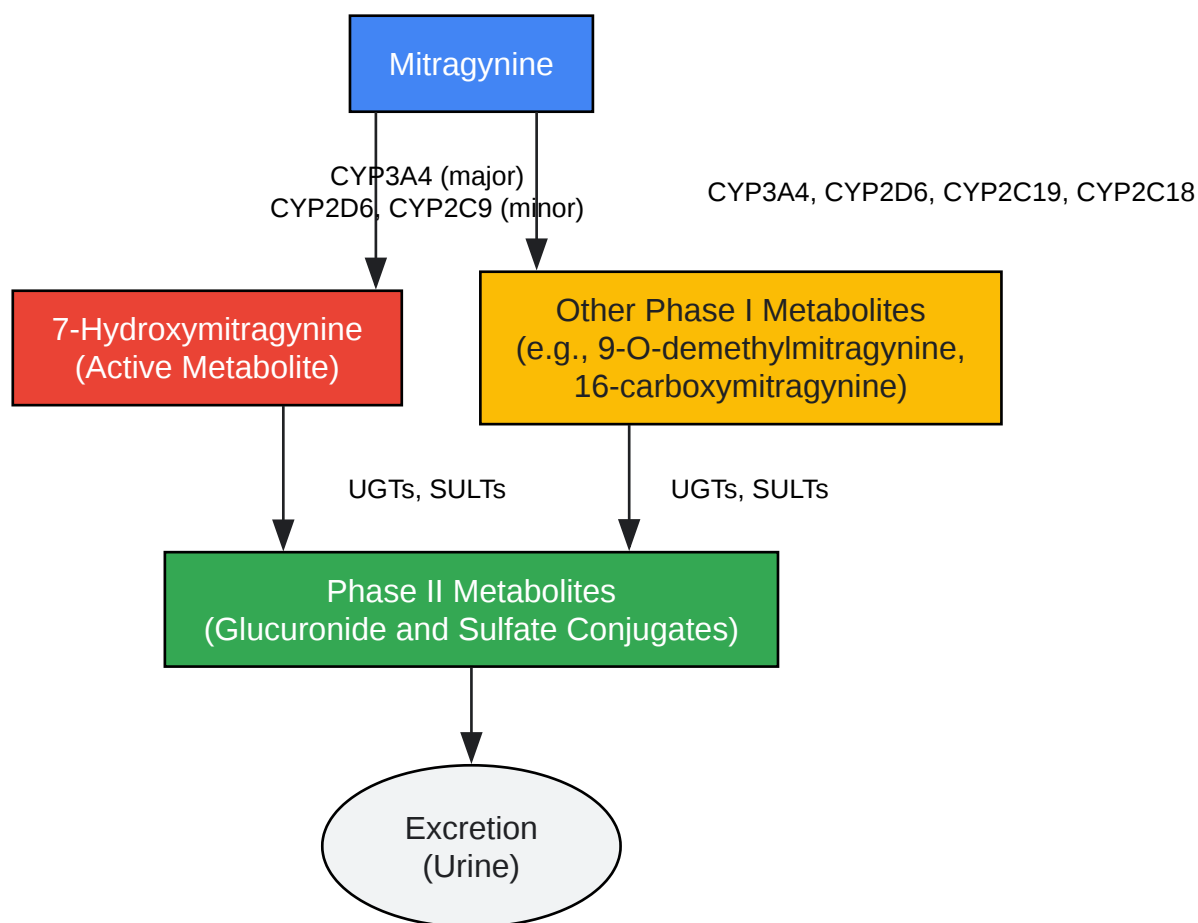 Mitragynine
CYP3A4 (major)
CYP2D6, CYP2C9 (minor)
CYP3A4, CYP2D6, CYP2C19, CYP2C18
7-Hydroxymitragynine
(Active Metabolite)
Other Phase I Metabolites
(e.g., 9-O-demethylmitragynine,
16-carboxymitragynine)
UGTs, SULTs
UGTs, SULTs
Phase II Metabolites
(Glucuronide and Sulfate Conjugates)
Excretion
(Urine)